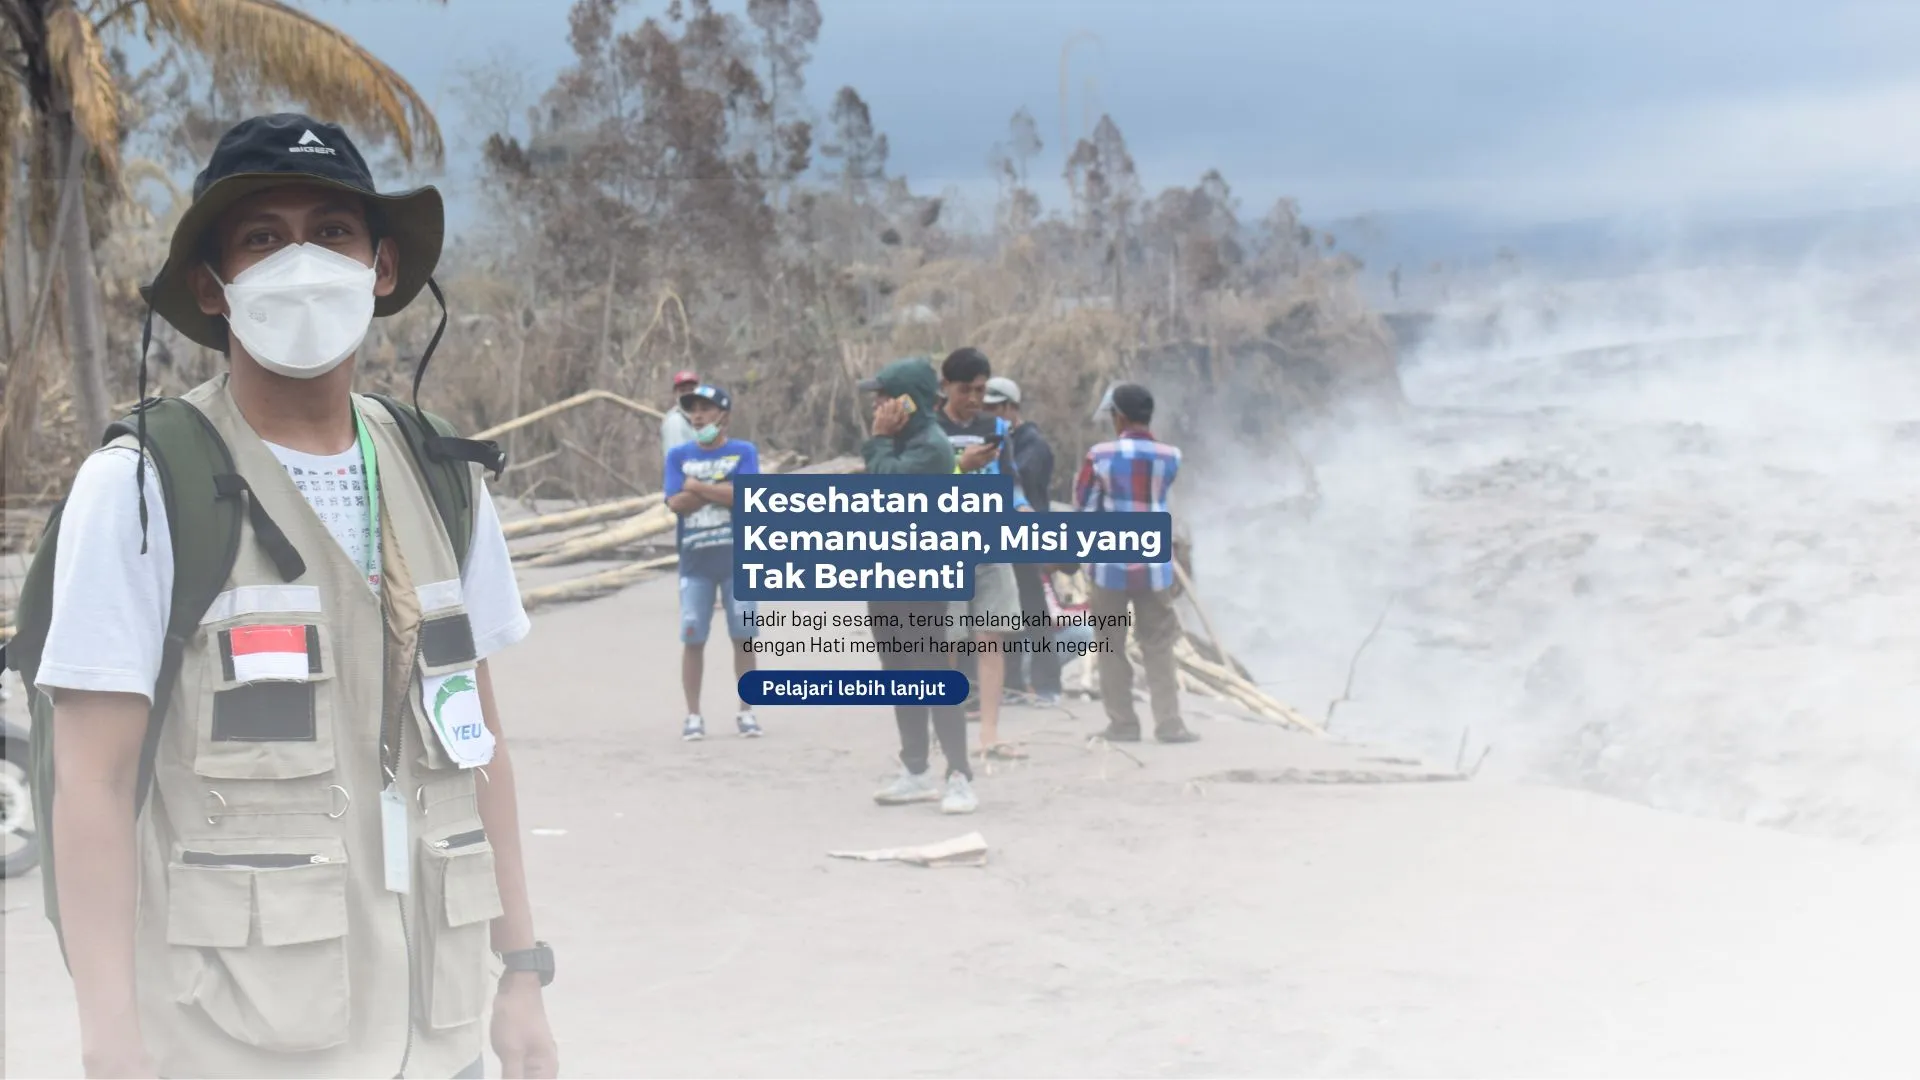 EIGER
Kesehatan dan
Kemanusiaan, Misi yang
Tak Berhenti
Hadir bagi sesama, terus melangkah melayani
dengan Hati memberi harapan untuk negeri.
Pelajari lebih lanjut
YEU